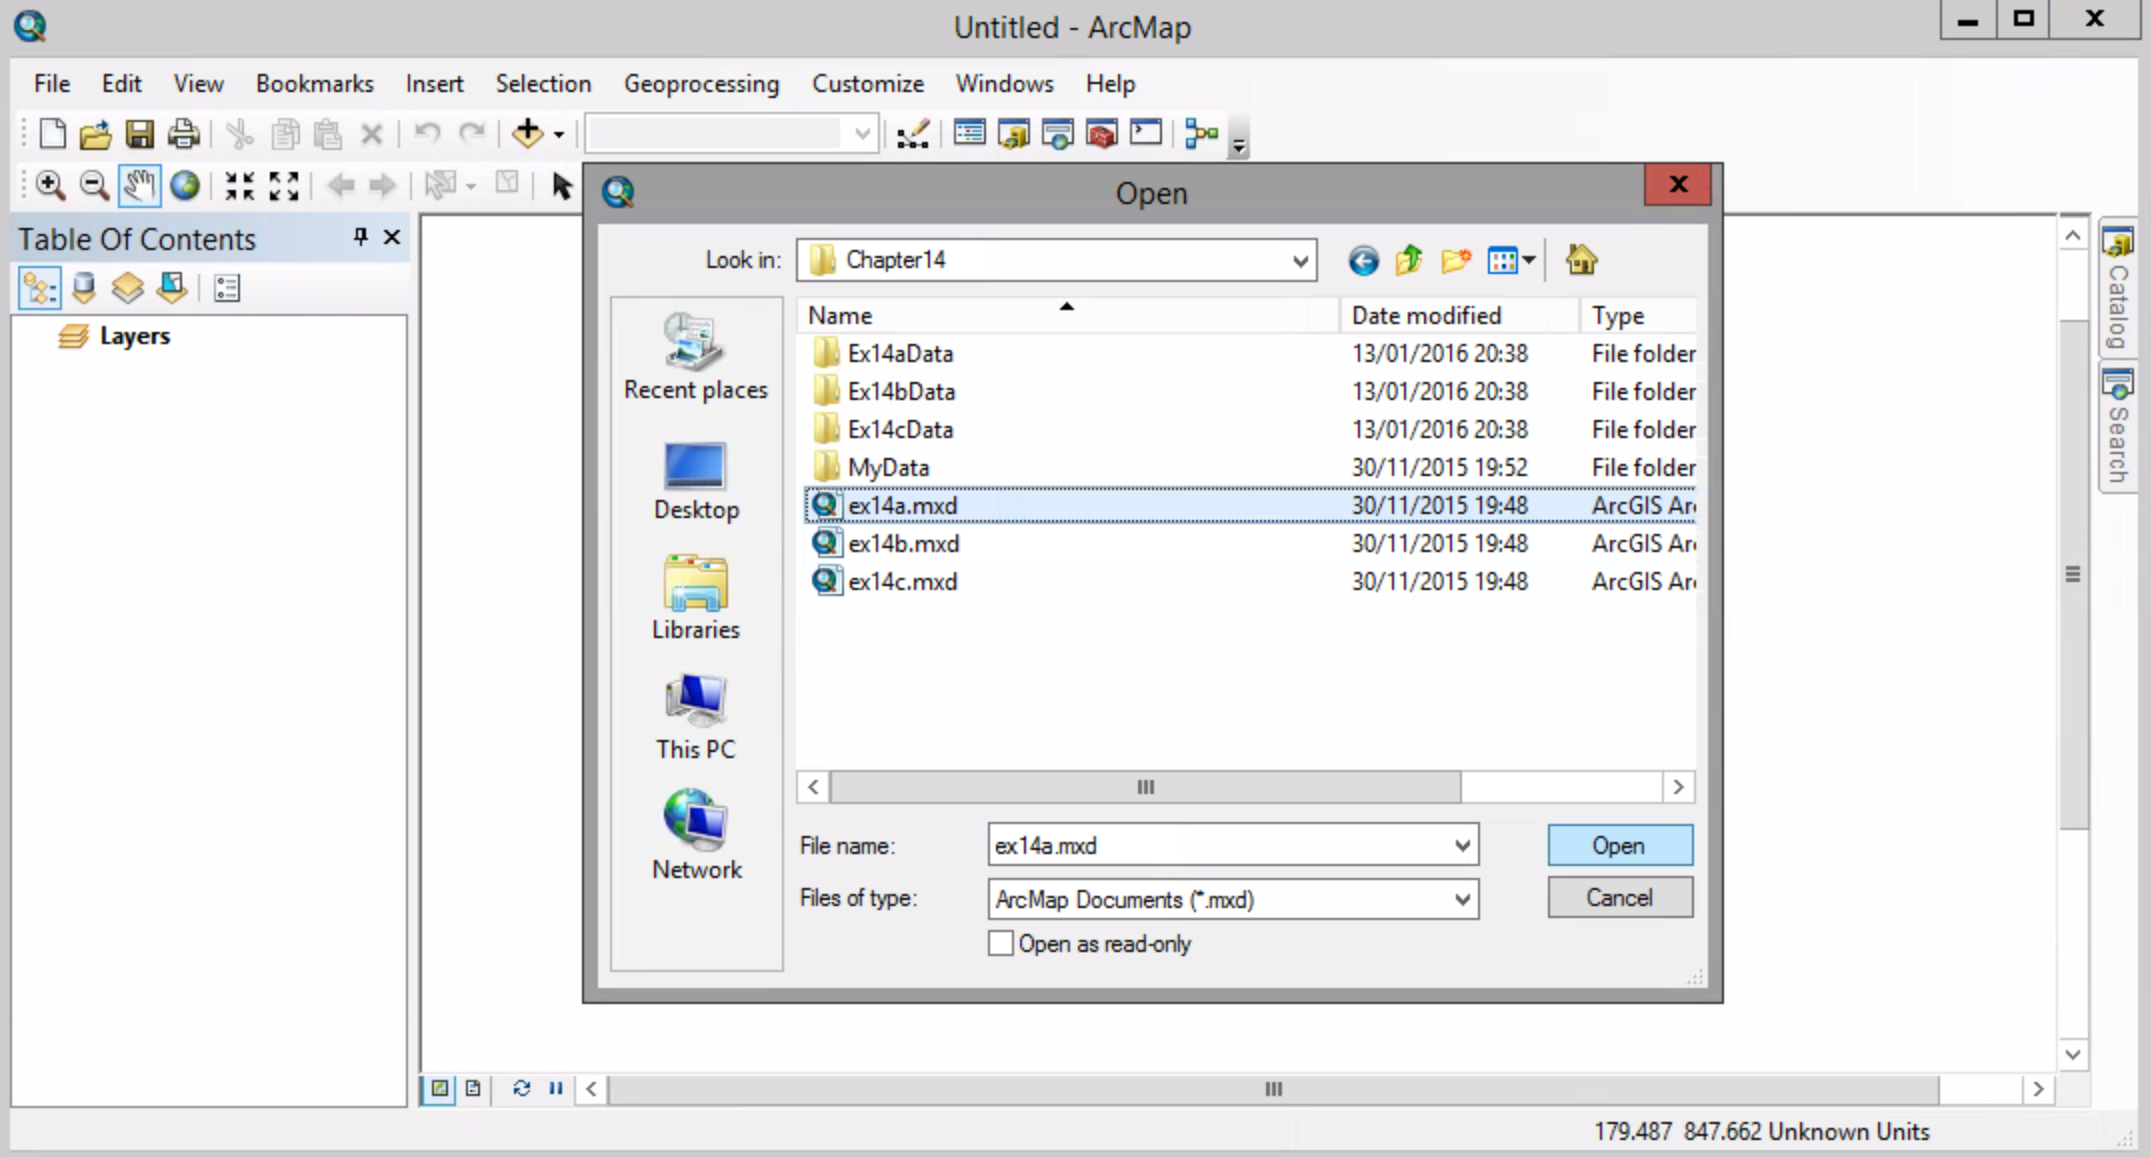 Untitled - ArcMap
File Edit View Bookmarks Insert Selection Geoprocessing Customize Windows Help
Open
Table Of Contents
Layers
Look in: Chapter14
Name Date modified Type
Ex14aData 13/01/2016 20:38 File folder
Ex14bData 13/01/2016 20:38 File folder
Ex14cData 13/01/2016 20:38 File folder
MyData 30/11/2015 19:52 File folder
ex14a.mxd 30/11/2015 19:48 ArcGIS Arc
ex14b.mxd 30/11/2015 19:48 ArcGIS Arc
ex14c.mxd 30/11/2015 19:48 ArcGIS Arc
Recent places
Desktop
Libraries
This PC
Network
File name: ex14a.mxd Open
Files of type: ArcMap Documents (*.mxd) Cancel
Open as read-only
Catalog
Search
179.487 847.662 Unknown Units